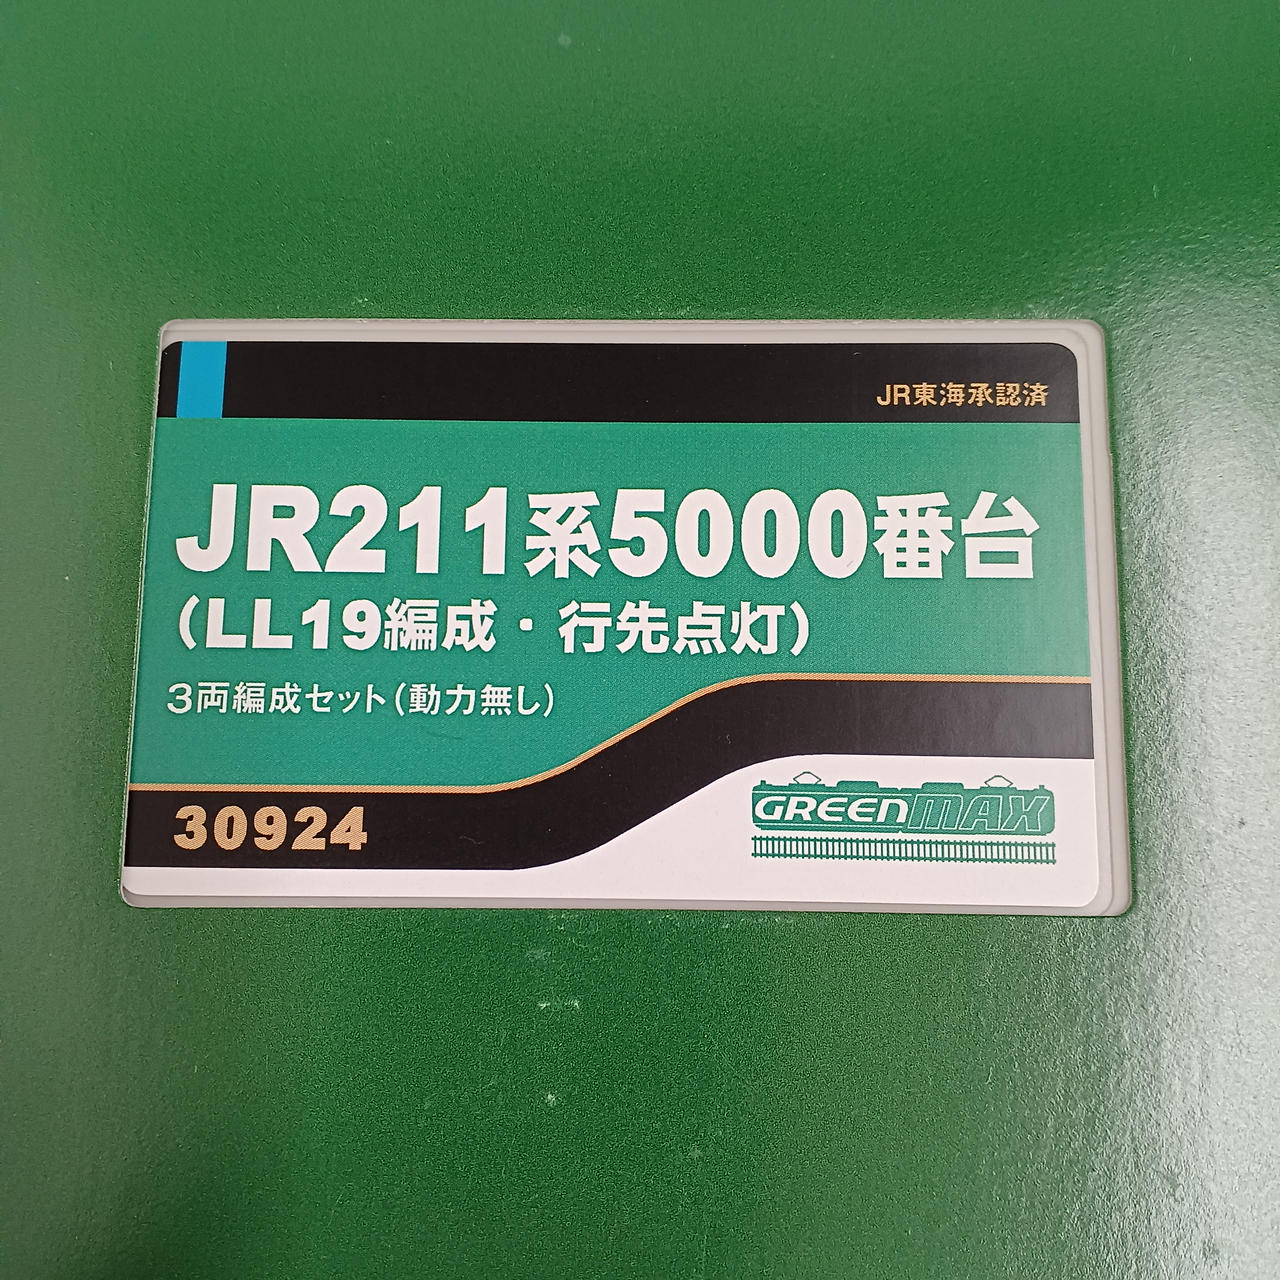 JR東海承認済
JR211系5000番台
(LL19編成・行先点灯)
3両編成セット(動力無し)
30924
GREENMAX